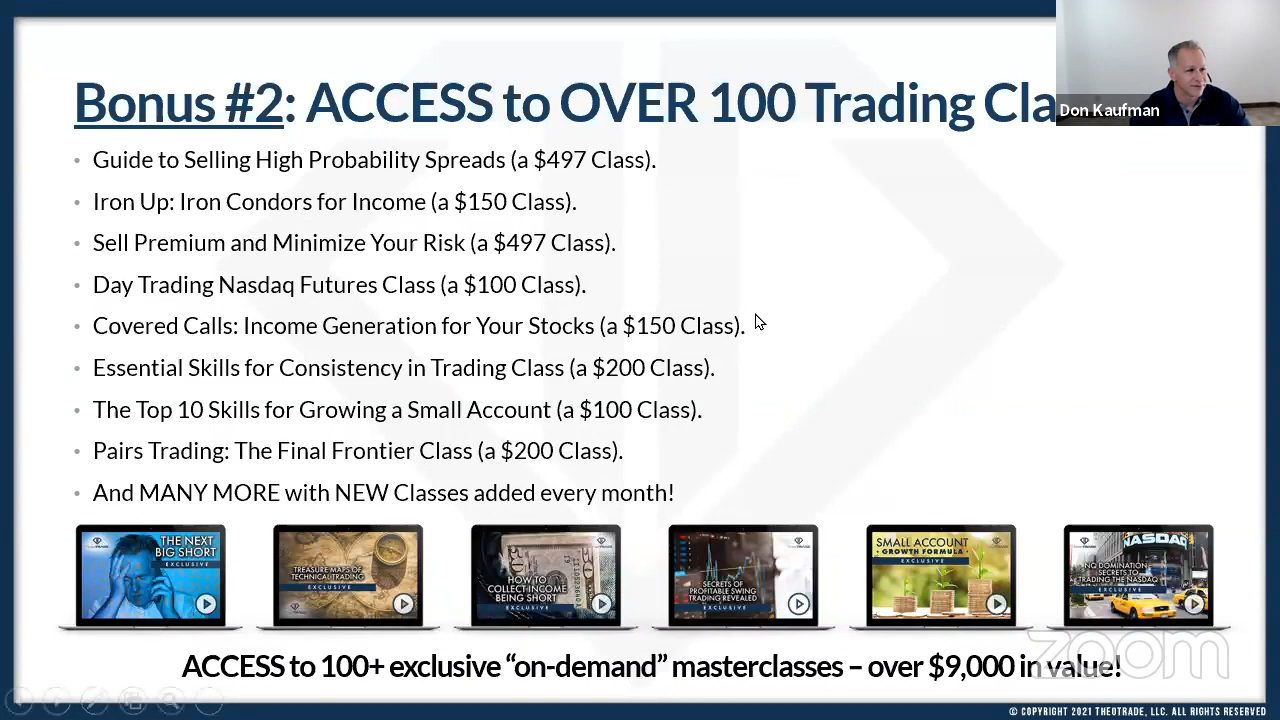 Bonus #2: ACCESS to OVER 100 Trading Cla
Don Kaufman
• Guide to Selling High Probability Spreads (a $497 Class).
• Iron Up: Iron Condors for Income (a $150 Class).
• Sell Premium and Minimize Your Risk (a $497 Class).
• Day Trading Nasdaq Futures Class (a $100 Class).
• Covered Calls: Income Generation for Your Stocks (a $150 Class).
• Essential Skills for Consistency in Trading Class (a $200 Class).
• The Top 10 Skills for Growing a Small Account (a $100 Class).
• Pairs Trading: The Final Frontier Class (a $200 Class).
• And MANY MORE with NEW Classes added every month!
THE NEXT
BIG SHORT
EXCLUSIVE
TREASURE MAPS OF
TECHNICAL TRADING
EXCLUSIVE
HOW TO
COLLECT INCOME
BEING SHORT
EXCLUSIVE
SECRETS OF
PROFITABLE SWING
TRADING REVEALED
EXCLUSIVE
SMALL ACCOUNT
• GROWTH FORMULA •
EXCLUSIVE
NASDAQ
NQ DOMINATION
SECRETS TO
TRADING THE NASDAQ
EXCLUSIVE
ACCESS to 100+ exclusive “on-demand” masterclasses – over $9,000 in value!
zoom
© COPYRIGHT 2021 THEOTRADE, LLC. ALL RIGHTS RESERVED